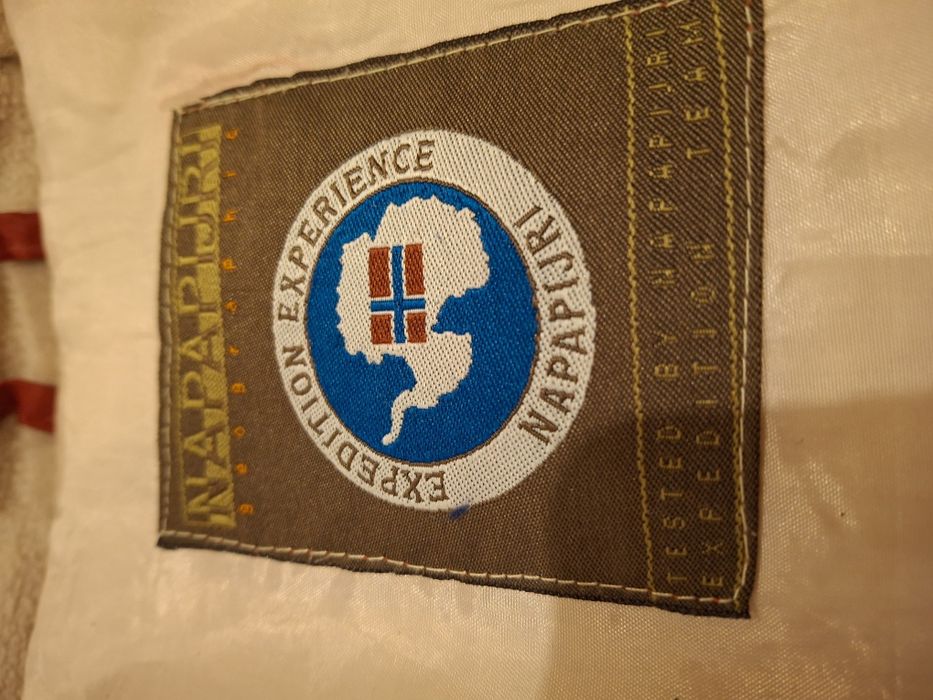 NAPAPIJRI
geographic
EXPEDITION EXPERIENCE
NAPAPIJRI
TESTED BY NAPAPIJRI
EXPEDITION TEAM